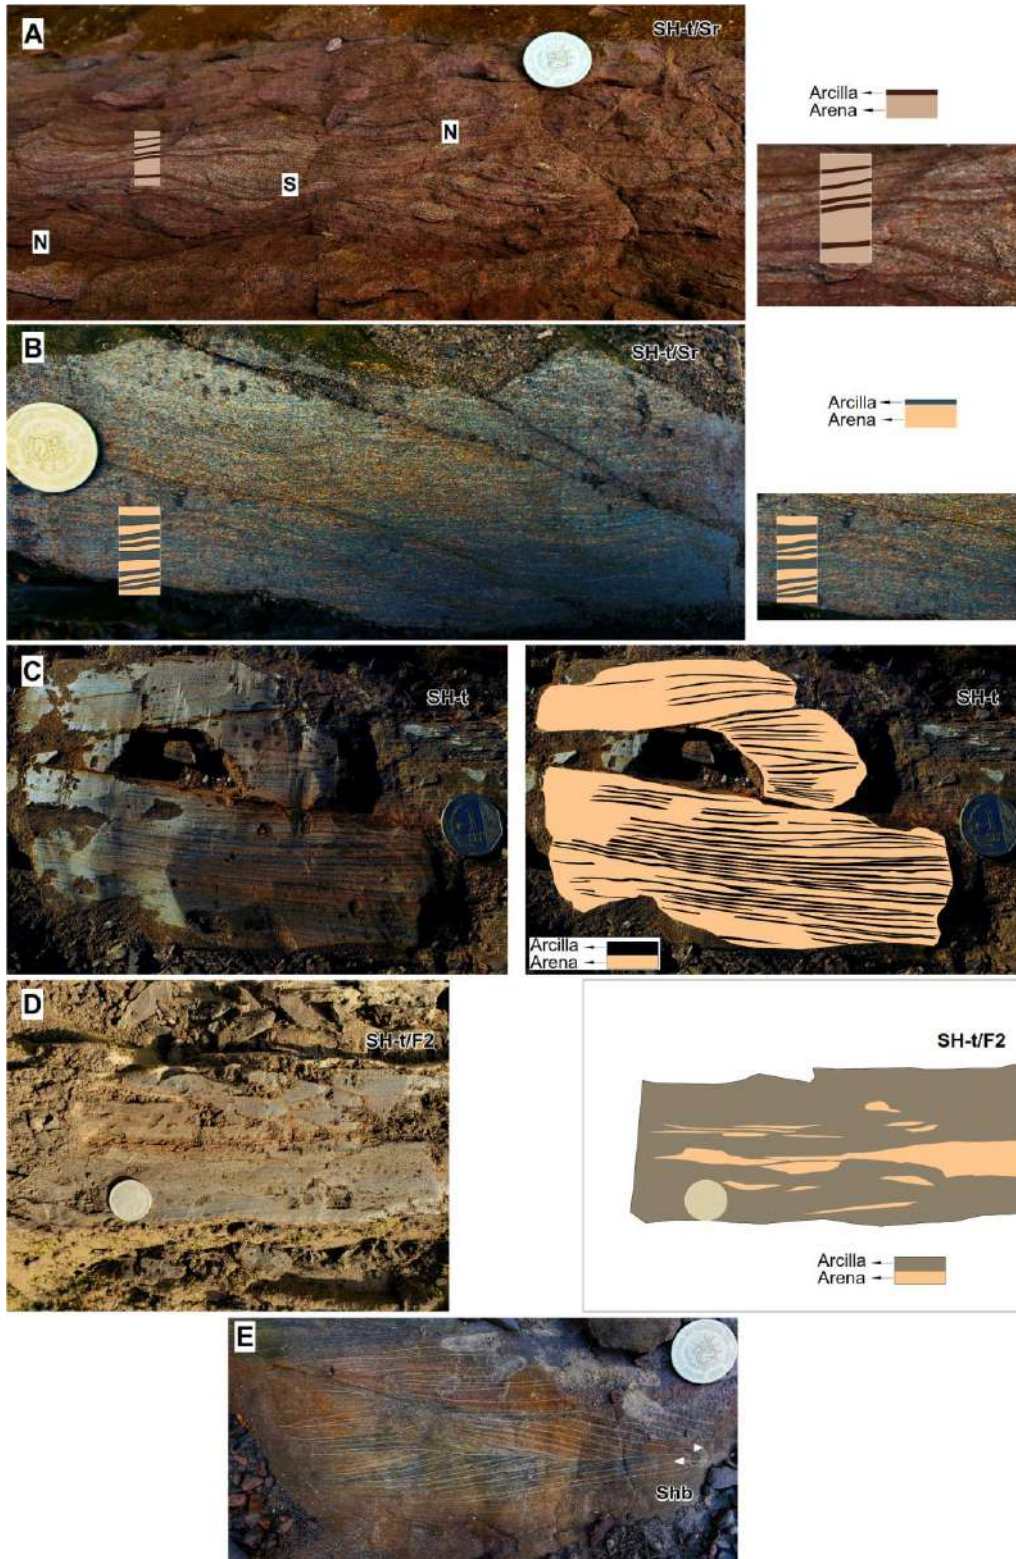 A
SH-t/Sr
N
S
N
Arcilla
Arena
B
SH-t/Sr
Arcilla
Arena
C
SH-t
SH-t
Arcilla
Arena
D
SH-t/F2
SH-t/F2
Arcilla
Arena
E
Shb